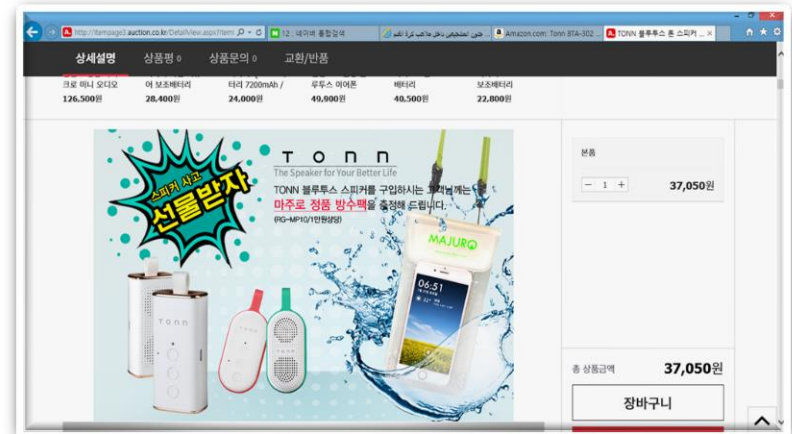 http://itempage3.auction.co.kr/DetailView.aspx?itemn
12 : 네이버 통합검색
Amazon.com: Tonn BTA-302 ...
TONN 블루투스 톤 스피커 ...
상세설명 상품평 0 상품문의 0 교환/반품
크로 미니 오디오
126,500원
어 보조배터리
28,400원
터리 7200mAh /
24,000원
루투스 이어폰
49,900원
배터리
40,500원
보조배터리
22,800원
스피커 사고
선물받자
TONN
The Speaker for Your Better Life
TONN 블루투스 스피커를 구입하시는 고객님께는
마주로 정품 방수팩을 증정해 드립니다.
(RG-MP10/1만원상당)
MAJURO
06:51
TONN
TONN
본품
1
37,050원
총 상품금액 37,050원
장바구니